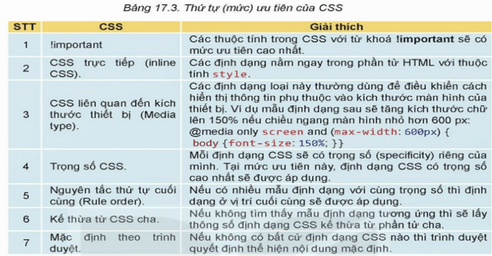 Bảng 17.3. Thứ tự (mức) ưu tiên của CSS
STT CSS Giải thích
1 !important Các thuộc tính trong CSS với từ khoá !important sẽ có
mức ưu tiên cao nhất.
2 CSS trực tiếp (inline
CSS). Các định dạng nằm ngay trong phần tử HTML với thuộc
tính style.
3 CSS liên quan đến kích
thước thiết bị (Media
type). Các định dạng loại này thường dùng để điều khiển cách
hiển thị thông tin phụ thuộc vào kích thước màn hình của
thiết bị. Ví dụ mẫu định dạng sau sẽ tăng kích thước chữ
lên 150% nếu chiều ngang màn hình nhỏ hơn 600 px:
@media only screen and (max-width: 600px) {
body {font-size: 150%; }}
4 Trọng số CSS. Mỗi định dạng CSS sẽ có trọng số (specificity) riêng của
mình. Tại mức ưu tiên này, định dạng CSS có trọng số
cao nhất sẽ được áp dụng.
5 Nguyên tắc thứ tự cuối
cùng (Rule order). Nếu có nhiều mẫu định dạng với cùng trọng số thì định
dạng ở vị trí cuối cùng sẽ được áp dụng.
6 Kế thừa từ CSS cha. Nếu không tìm thấy mẫu định dạng tương ứng thì sẽ lấy
thông số định dạng CSS kế thừa từ phần tử cha.
7 Mặc định theo trình
duyệt. Nếu không có bất cứ định dạng CSS nào thì trình duyệt
quyết định thể hiện nội dung mặc định.